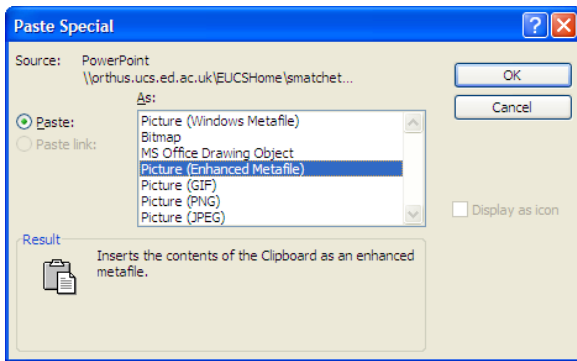 Paste Special
Source: PowerPoint
\\orthus.ucs.ed.ac.uk\EUCSHome\smatchet...
OK
Cancel
As:
Paste:
Paste link:
Picture (Windows Metafile)
Bitmap
MS Office Drawing Object
Picture (Enhanced Metafile)
Picture (GIF)
Picture (PNG)
Picture (JPEG)
Display as icon
Result
Inserts the contents of the Clipboard as an enhanced
metafile.